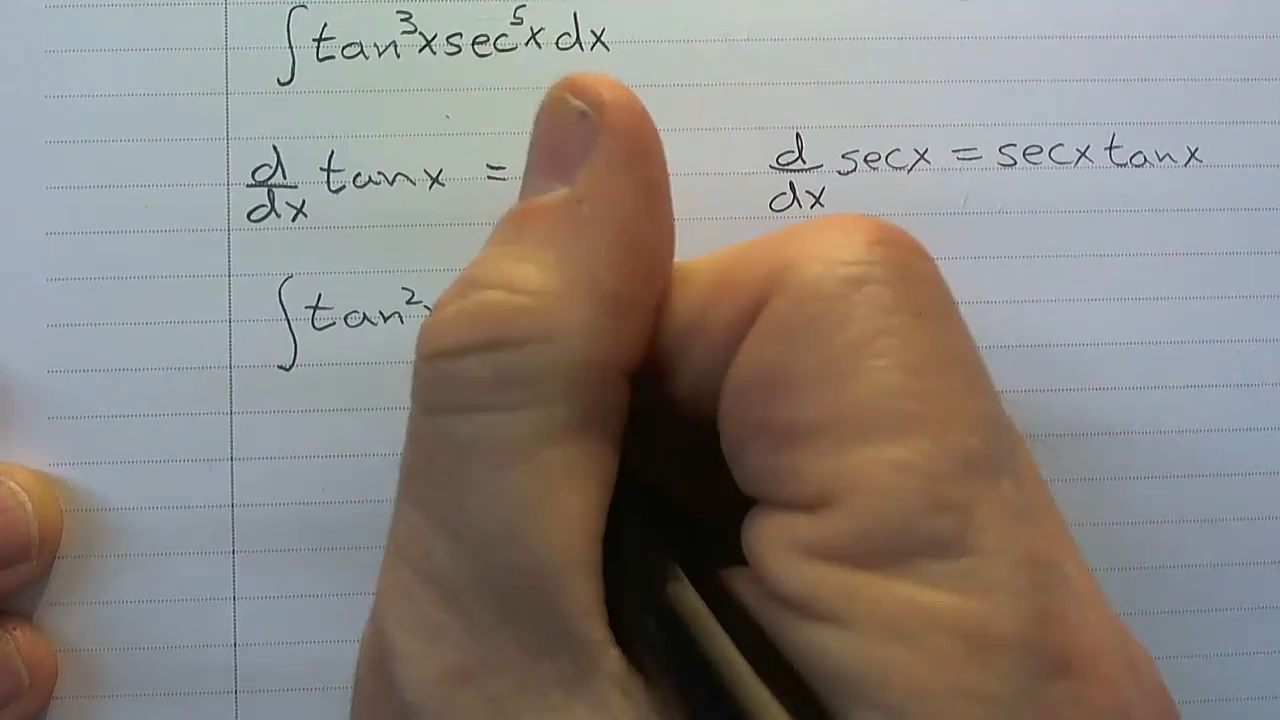 ∫tan³x sec⁵x dx
d/dx tan x = d/dx sec x = sec x tan x
∫tan²